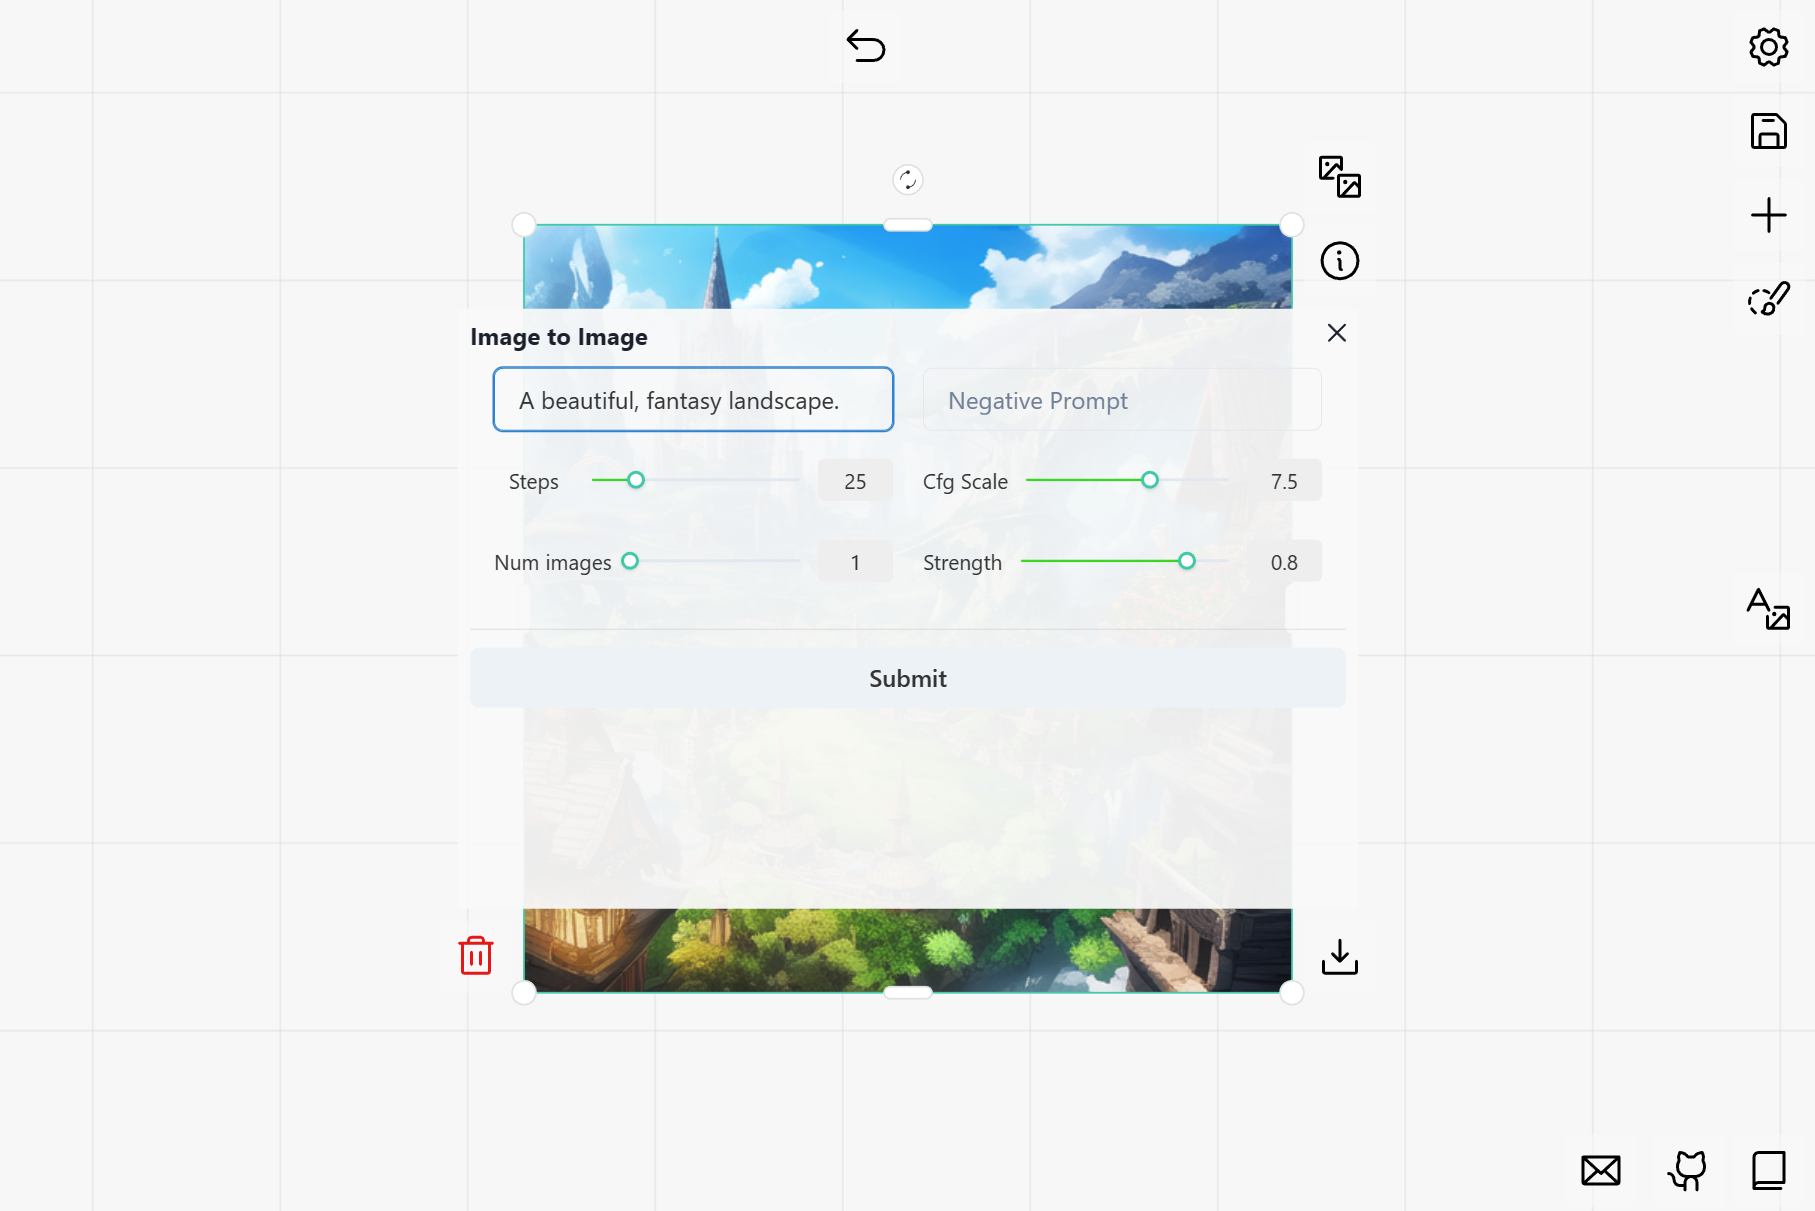 Image to Image
A beautiful, fantasy landscape.
Negative Prompt
Steps
25
Cfg Scale
7.5
Num images
1
Strength
0.8
Submit